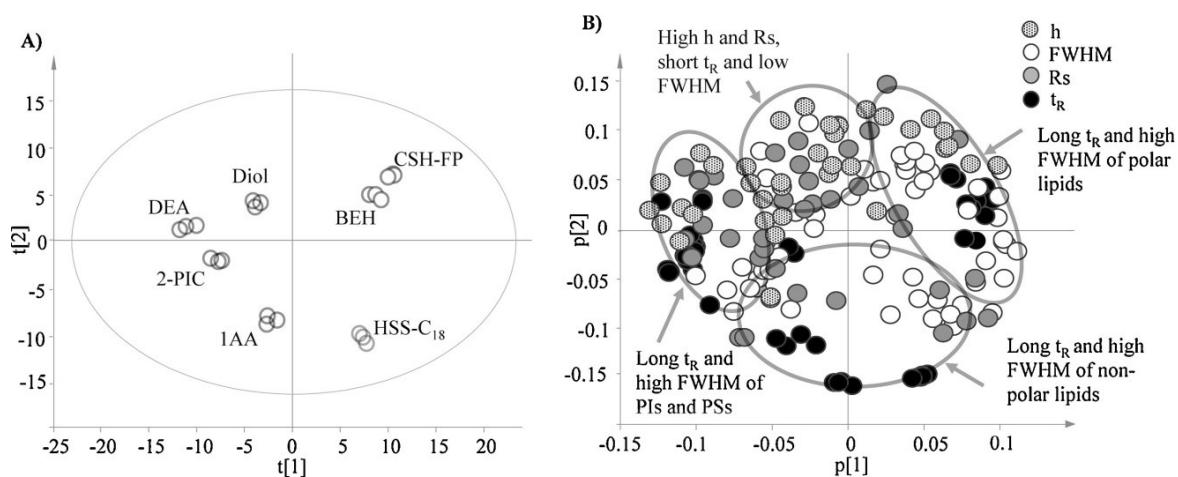 A)
15
10
5
0
-5
-10
-15
t[2]
-25
-20
-15
-10
-5
0
5
10
15
20
t[1]
CSH-FP
Diol
DEA
BEH
2-PIC
1AA
HSS-C₁₈
B)
High h and Rs,
short tR and low
FWHM
h
FWHM
Rs
tR
Long tR and high
FWHM of polar
lipids
0.15
0.10
0.05
0
-0.05
-0.1
-0.15
p[2]
Long tR and
high FWHM of
PIs and PSs
Long tR and high
FWHM of non-
polar lipids
-0.15
-0.1
-0.05
0
0.05
0.1
p[1]